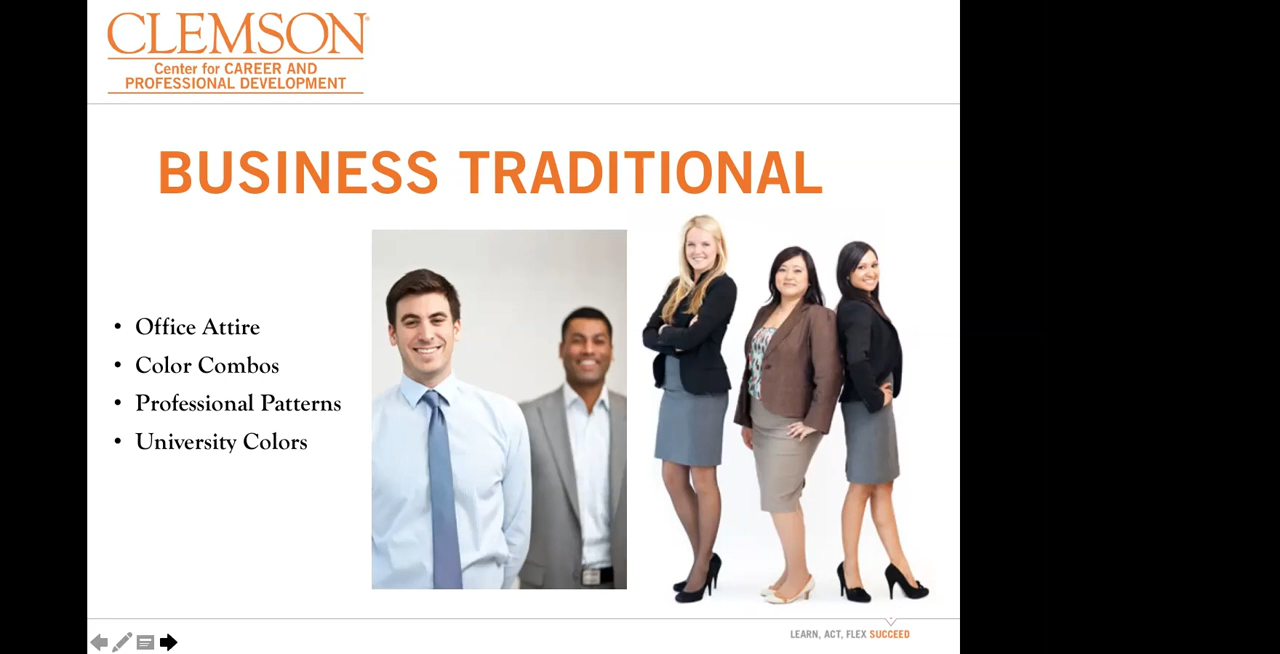 CLEMSON®
Center for CAREER AND
PROFESSIONAL DEVELOPMENT
BUSINESS TRADITIONAL
• Office Attire
• Color Combos
• Professional Patterns
• University Colors
LEARN, ACT, FLEX SUCCEED